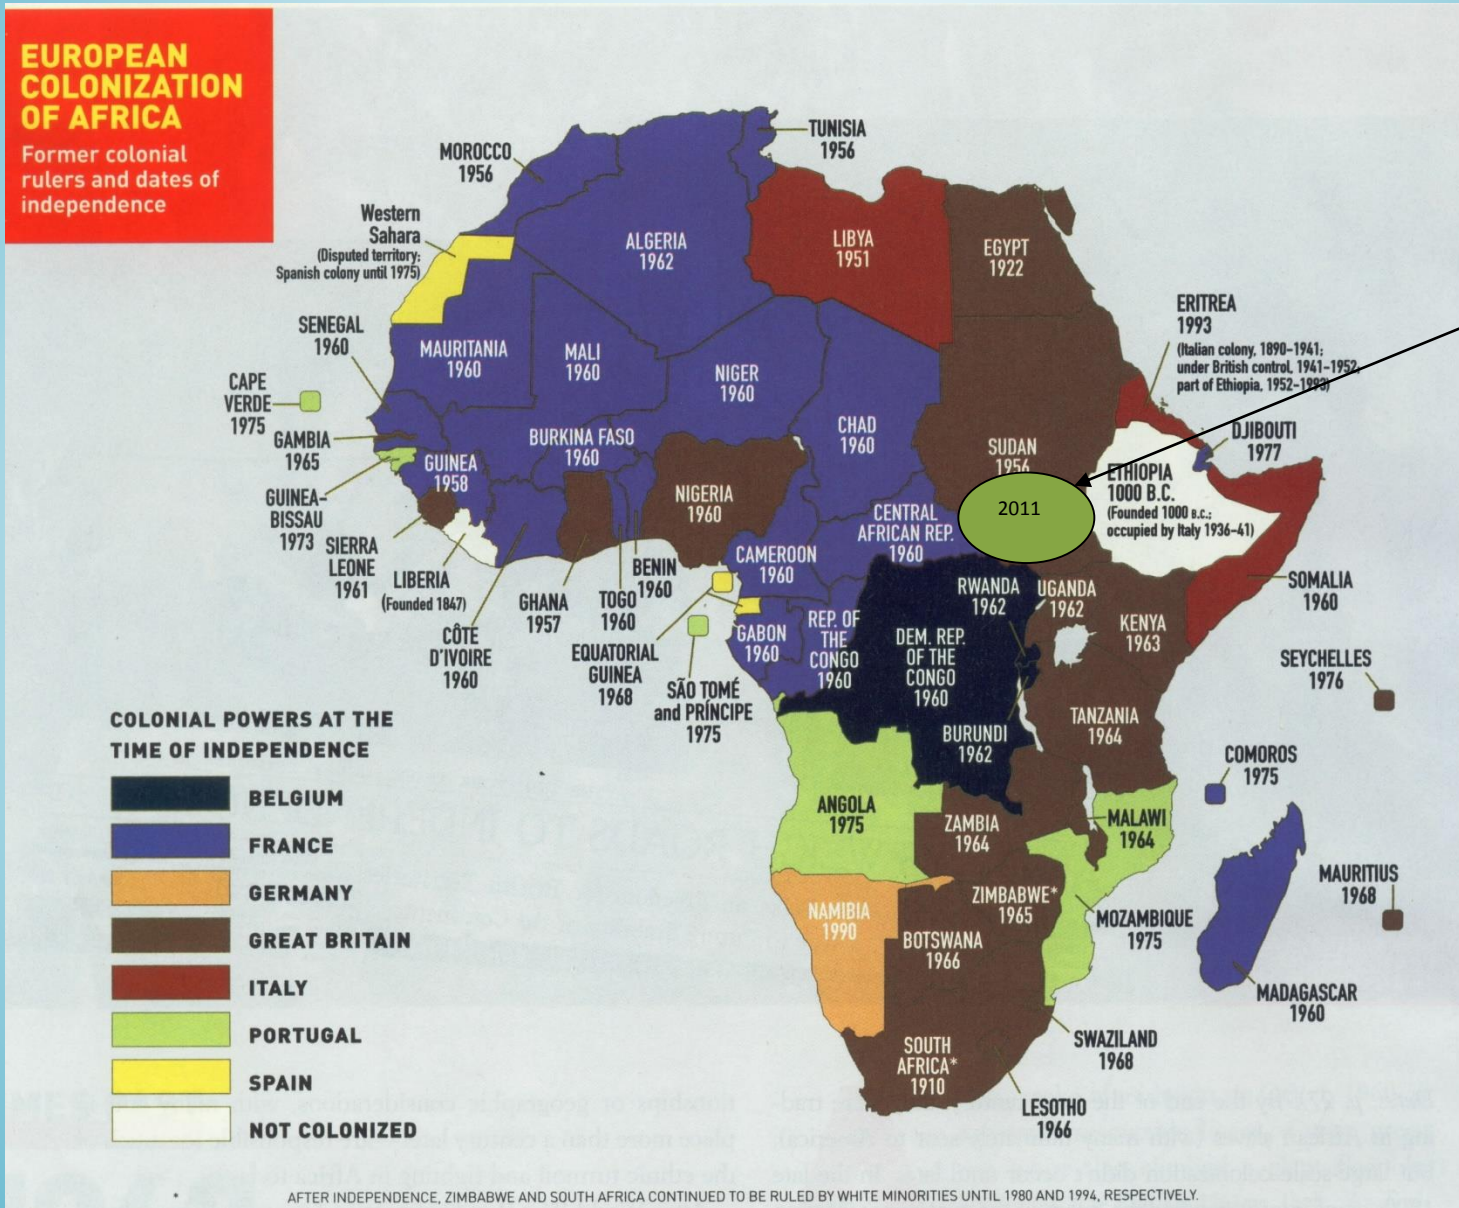 EUROPEAN
COLONIZATION
OF AFRICA
Former colonial
rulers and dates of
independence
TUNISIA
1956
MOROCCO
1956
Western
Sahara
(Disputed territory;
Spanish colony until 1975)
ALGERIA
1962
LIBYA
1951
EGYPT
1922
ERITREA
1993
(Italian colony, 1890–1941;
under British control, 1941–1952;
part of Ethiopia, 1952–1993)
SENEGAL
1960
MAURITANIA
1960
MALI
1960
NIGER
1960
CHAD
1960
SUDAN
1956
DJIBOUTI
1977
CAPE
VERDE
1975
GAMBIA
1965
GUINEA
1958
BURKINA FASO
1960
NIGERIA
1960
2011
ETHIOPIA
1000 B.C.
(Founded 1000 B.C.;
occupied by Italy 1936–41)
GUINEA-
BISSAU
1973
SIERRA
LEONE
1961
LIBERIA
(Founded 1847)
CÔTE
D'IVOIRE
1960
GHANA
1957
TOGO
1960
BENIN
1960
CAMEROON
1960
CENTRAL
AFRICAN REP.
1960
RWANDA
1962
UGANDA
1962
KENYA
1963
SOMALIA
1960
EQUATORIAL
GUINEA
1968
SÃO TOMÉ
and PRÍNCIPE
1975
GABON
1960
REP. OF
THE
CONGO
1960
DEM. REP.
OF THE
CONGO
1960
BURUNDI
1962
TANZANIA
1964
SEYCHELLES
1976
COMOROS
1975
ANGOLA
1975
ZAMBIA
1964
MALAWI
1964
MAURITIUS
1968
NAMIBIA
1990
ZIMBABWE*
1965
BOTSWANA
1966
MOZAMBIQUE
1975
MADAGASCAR
1960
SOUTH
AFRICA*
1910
SWAZILAND
1968
LESOTHO
1966
COLONIAL POWERS AT THE
TIME OF INDEPENDENCE
BELGIUM
FRANCE
GERMANY
GREAT BRITAIN
ITALY
PORTUGAL
SPAIN
NOT COLONIZED
* AFTER INDEPENDENCE, ZIMBABWE AND SOUTH AFRICA CONTINUED TO BE RULED BY WHITE MINORITIES UNTIL 1980 AND 1994, RESPECTIVELY.